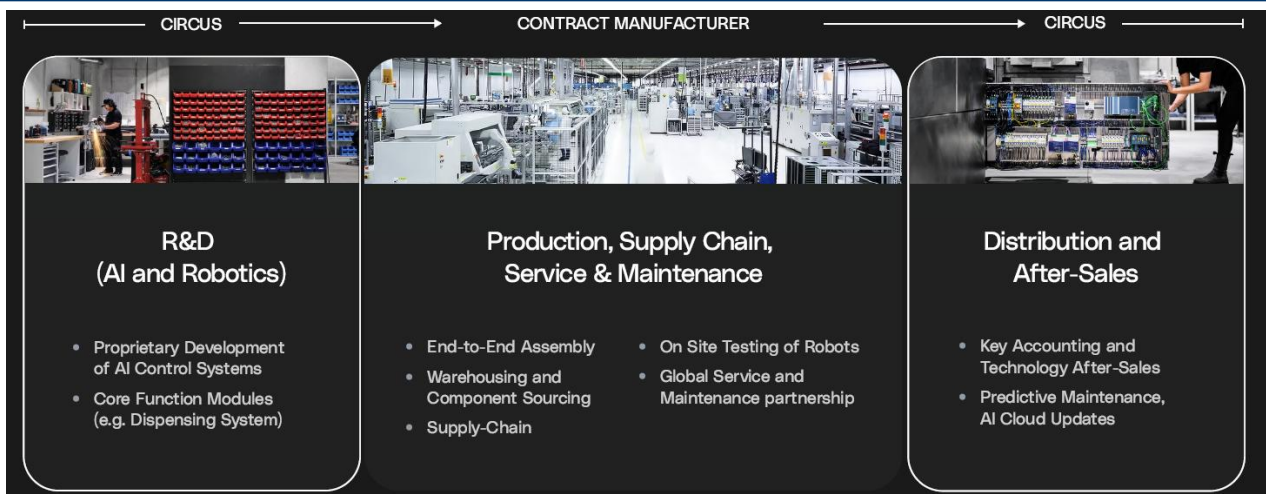 CIRCUS
CONTRACT MANUFACTURER
CIRCUS
R&D
(AI and Robotics)
• Proprietary Development
of AI Control Systems
• Core Function Modules
(e.g. Dispensing System)
Production, Supply Chain,
Service & Maintenance
• End-to-End Assembly
• Warehousing and
Component Sourcing
• Supply-Chain
• On Site Testing of Robots
• Global Service and
Maintenance partnership
Distribution and
After-Sales
• Key Accounting and
Technology After-Sales
• Predictive Maintenance,
AI Cloud Updates